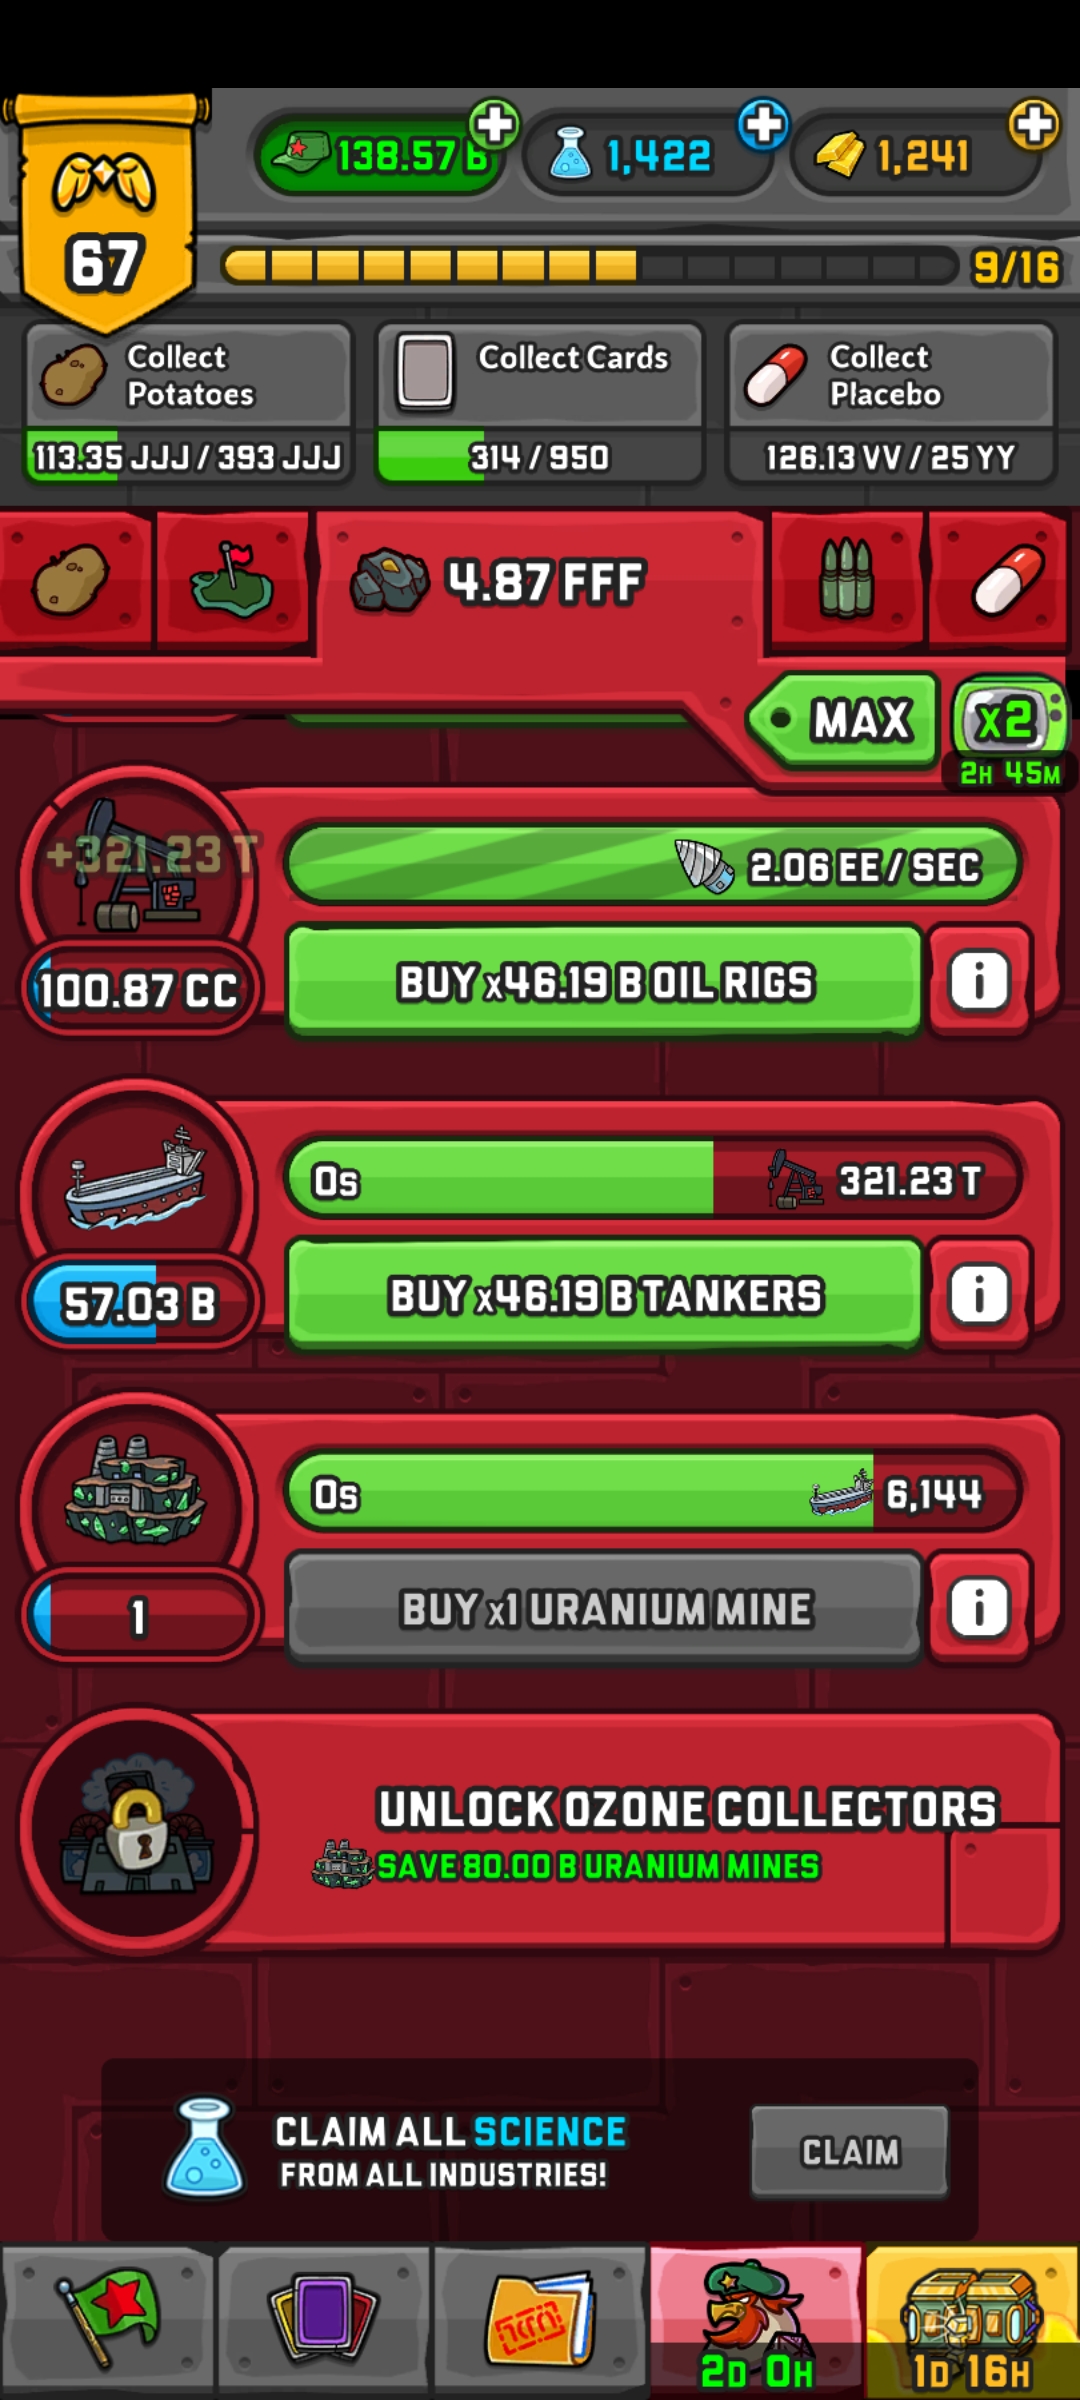 138.57 B
1,422
1,241
67
9/16
Collect
Potatoes
113.35 JJJ / 393 JJJ
Collect Cards
314 / 950
Collect
Placebo
126.13 VV / 25 YY
4.87 FFF
MAX
x2
2H 45M
+321.23 T
2.06 EE / SEC
100.87 CC
BUY x46.19 B OIL RIGS
i
0s
321.23 T
57.03 B
BUY x46.19 B TANKERS
i
0s
6,144
1
BUY x1 URANIUM MINE
i
UNLOCK OZONE COLLECTORS
SAVE 80.00 B URANIUM MINES
CLAIM ALL SCIENCE
FROM ALL INDUSTRIES!
CLAIM
2D 0H
1D 16H